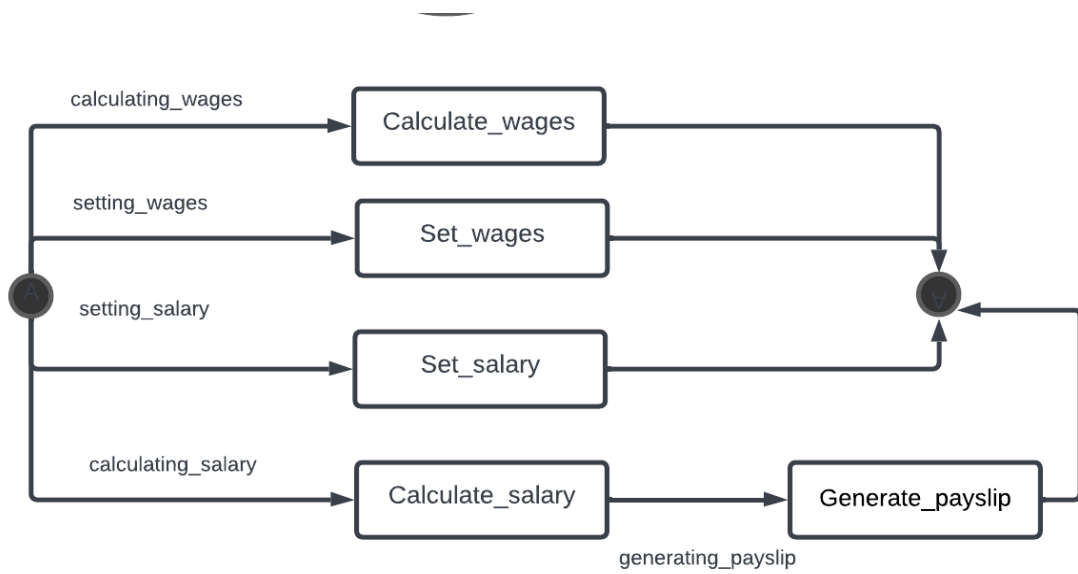 calculating_wages
Calculate_wages
setting_wages
Set_wages
A
A
setting_salary
Set_salary
calculating_salary
Calculate_salary
Generate_payslip
generating_payslip